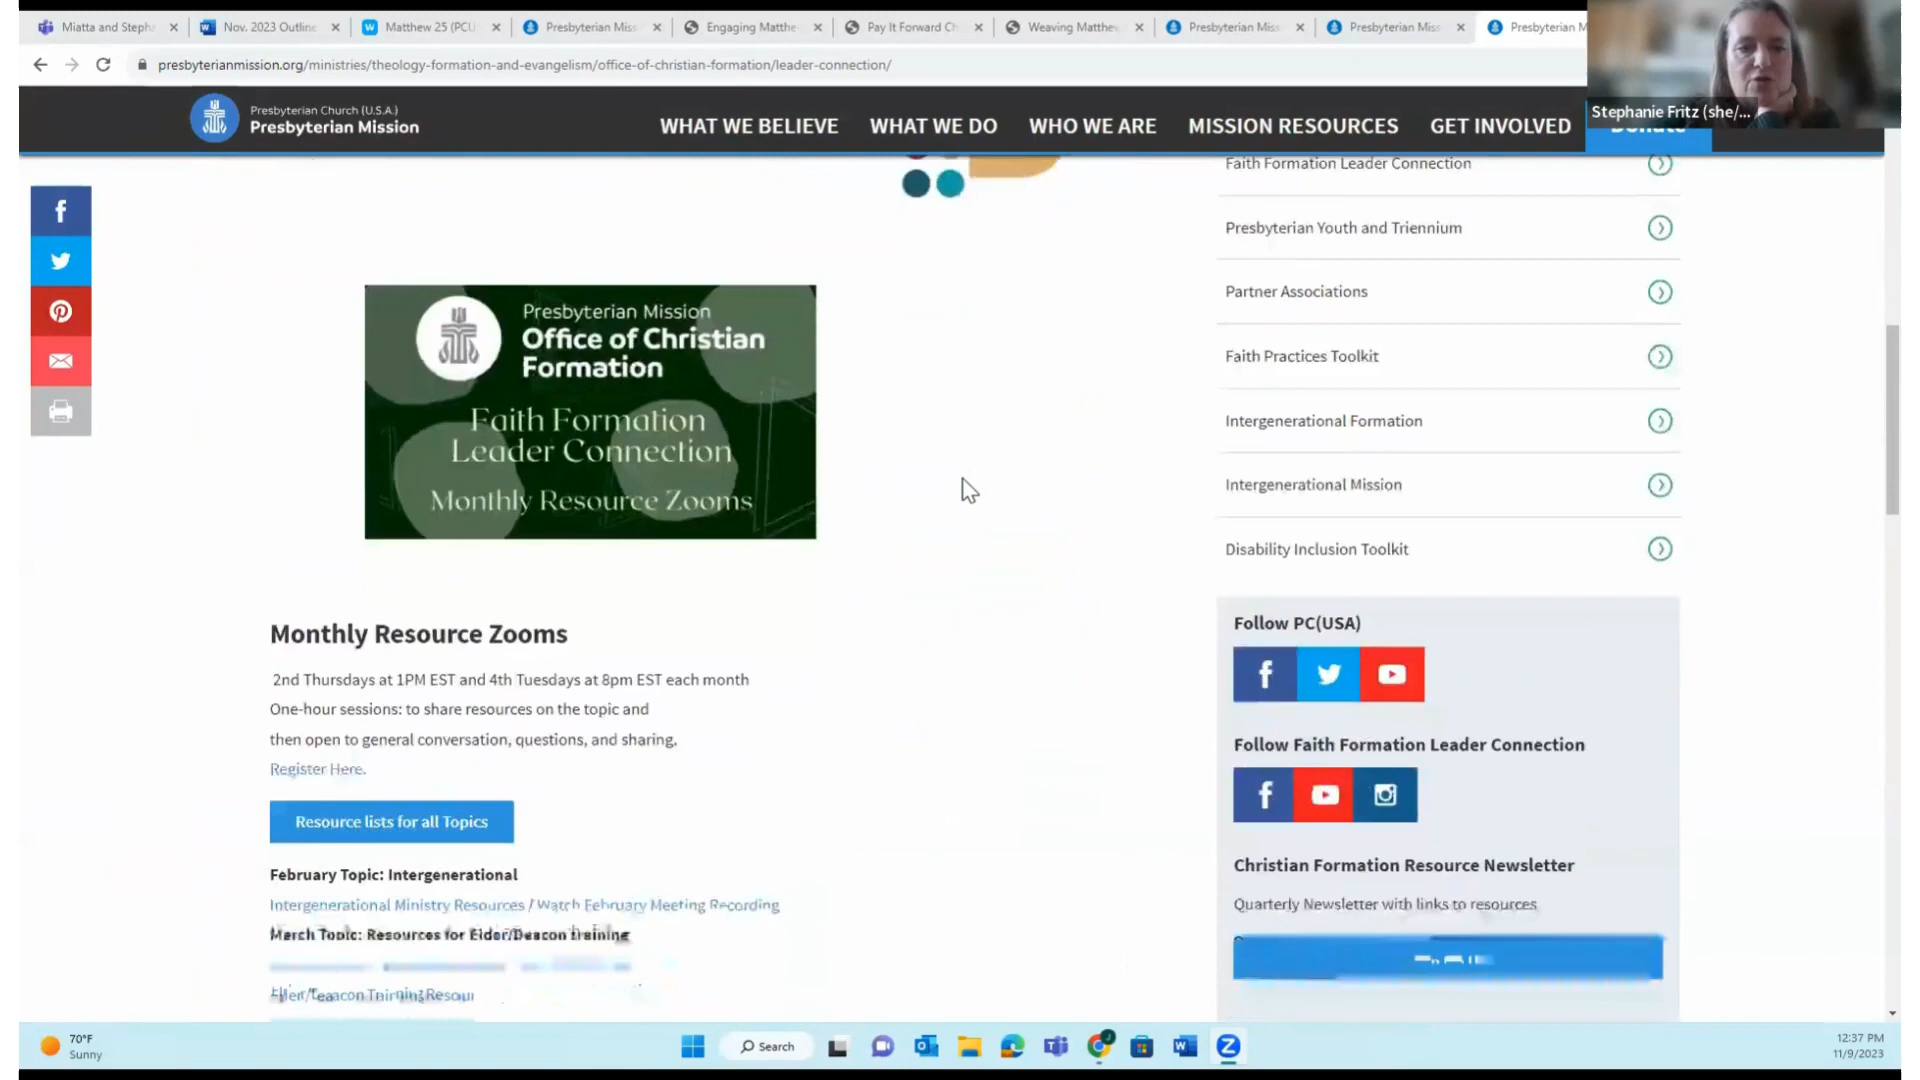 Miatta and Steph
Nov. 2023 Outline
Matthew 25 (PCU
Presbyterian Miss
Engaging Matthe
Pay It Forward Ch
Weaving Matthew
Presbyterian Miss
Presbyterian Miss
Presbyterian M
presbyterianmission.org/ministries/theology-formation-and-evangelism/office-of-christian-formation/leader-connection/
Stephanie Fritz (she/...
Presbyterian Church (U.S.A.)
Presbyterian Mission
WHAT WE BELIEVE
WHAT WE DO
WHO WE ARE
MISSION RESOURCES
GET INVOLVED
Donate
Faith Formation Leader Connection
Presbyterian Youth and Triennium
Partner Associations
Faith Practices Toolkit
Intergenerational Formation
Intergenerational Mission
Disability Inclusion Toolkit
Presbyterian Mission
Office of Christian
Formation
Faith Formation
Leader Connection
Monthly Resource Zooms
Monthly Resource Zooms
2nd Thursdays at 1PM EST and 4th Tuesdays at 8pm EST each month
One-hour sessions: to share resources on the topic and
then open to general conversation, questions, and sharing.
Register Here.
Resource lists for all Topics
February Topic: Intergenerational
Intergenerational Ministry Resources / Watch February Meeting Recording
March Topic: Resources for Elder/Deacon training
Follow PC(USA)
Follow Faith Formation Leader Connection
Christian Formation Resource Newsletter
Quarterly Newsletter with links to resources
70°F
Sunny
Search
12:37 PM
11/9/2023